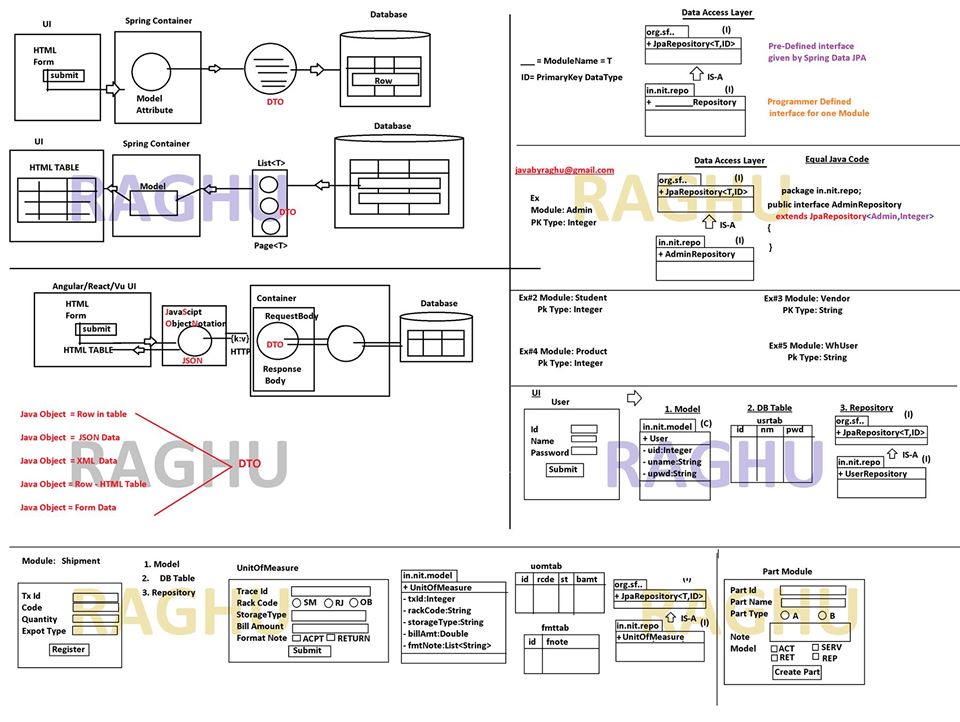 UI
Spring Container
Database
HTML
Form
submit
Model
Attribute
DTO
Row
UI
Spring Container
Database
HTML TABLE
Model
List<T>
DTO
Page<T>
RAGHU
Angular/React/Vu UI
HTML
Form
submit
HTML TABLE
JavaScipt
ObjectNotation
JSON
{k:v}
HTTP
Container
RequestBody
DTO
Response
Body
Database
Java Object = Row in table
Java Object = JSON Data
Java Object = XML Data
Java Object = Row - HTML Table
Java Object = Form Data
DTO
RAGHU
Data Access Layer
___ = ModuleName = T
ID= PrimaryKey DataType
org.sf..
(I)
+ JpaRepository<T,ID>
IS-A
in.nit.repo
(I)
+ _______Repository
Pre-Defined interface
given by Spring Data JPA
Programmer Defined
interface for one Module
javabyraghu@gmail.com
Ex
Module: Admin
PK Type: Integer
Data Access Layer
org.sf..
(I)
+ JpaRepository<T,ID>
IS-A
in.nit.repo
(I)
+ AdminRepository
Equal Java Code
package in.nit.repo;
public interface AdminRepository
extends JpaRepository<Admin,Integer>
{
}
RAGHU
Ex#2 Module: Student
Pk Type: Integer
Ex#3 Module: Vendor
PK Type: String
Ex#4 Module: Product
Pk Type: Integer
Ex#5 Module: WhUser
Pk Type: String
UI
User
Id
Name
Password
Submit
1. Model
in.nit.model
(C)
+ User
- uid:Integer
- uname:String
- upwd:String
2. DB Table
usrtab
id nm pwd
3. Repository
org.sf..
(I)
+ JpaRepository<T,ID>
IS-A
in.nit.repo
(I)
+ UserRepository
RAGHU
Module: Shipment
1. Model
2. DB Table
3. Repository
Tx Id
Code
Quantity
Expot Type
Register
RAGHU
UnitOfMeasure
Trace Id
Rack Code SM RJ OB
StorageType
Bill Amount
Format Note ACPT RETURN
Submit
in.nit.model
+ UnitOfMeasure
- txId:Integer
- rackCode:String
- storageType:String
- billAmt:Double
- fmtNote:List<String>
uomtab
id rcde st bamt
fmttab
id fnote
org.sf..
(I)
+ JpaRepository<T,ID>
IS-A
in.nit.repo
(I)
+UnitOfMeasure
RAGHU
Part Module
Part Id
Part Name
Part Type A B
Note
Model ACT SERV
RET REP
Create Part